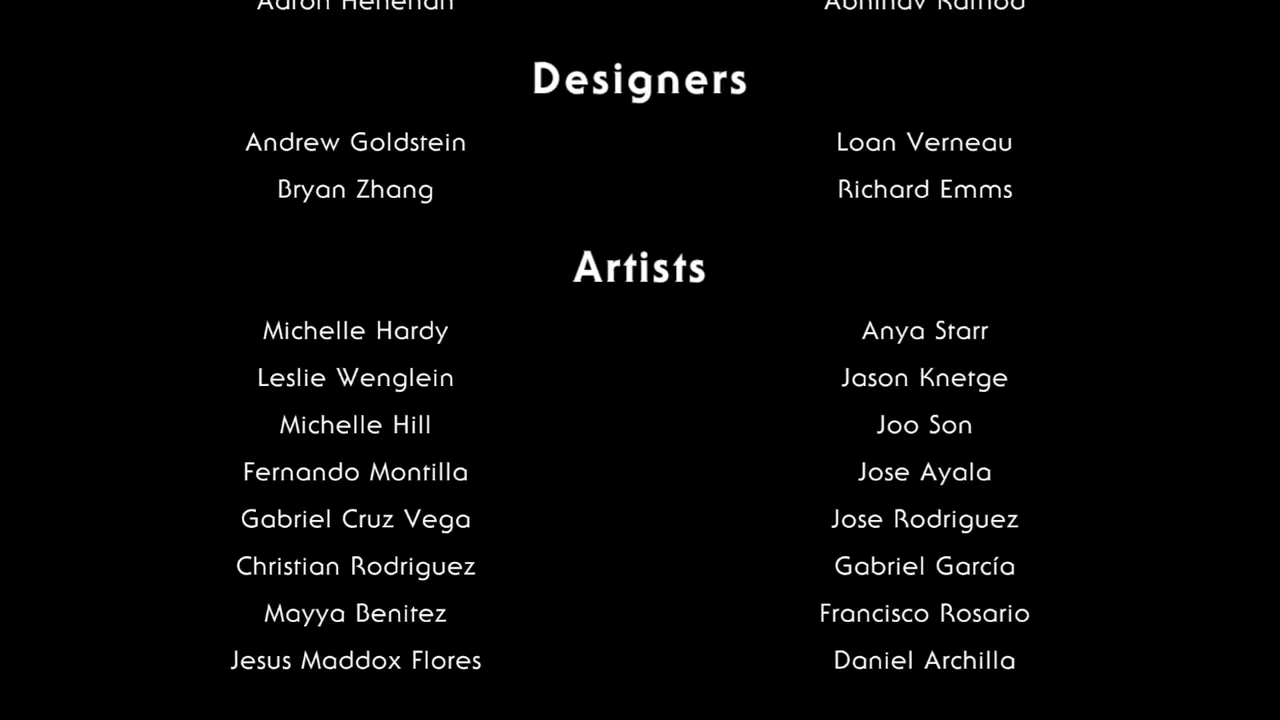 Designers
Andrew Goldstein Loan Verneau
Bryan Zhang Richard Emms
Artists
Michelle Hardy Anya Starr
Leslie Wenglein Jason Knetge
Michelle Hill Joo Son
Fernando Montilla Jose Ayala
Gabriel Cruz Vega Jose Rodriguez
Christian Rodriguez Gabriel García
Mayya Benitez Francisco Rosario
Jesus Maddox Flores Daniel Archilla